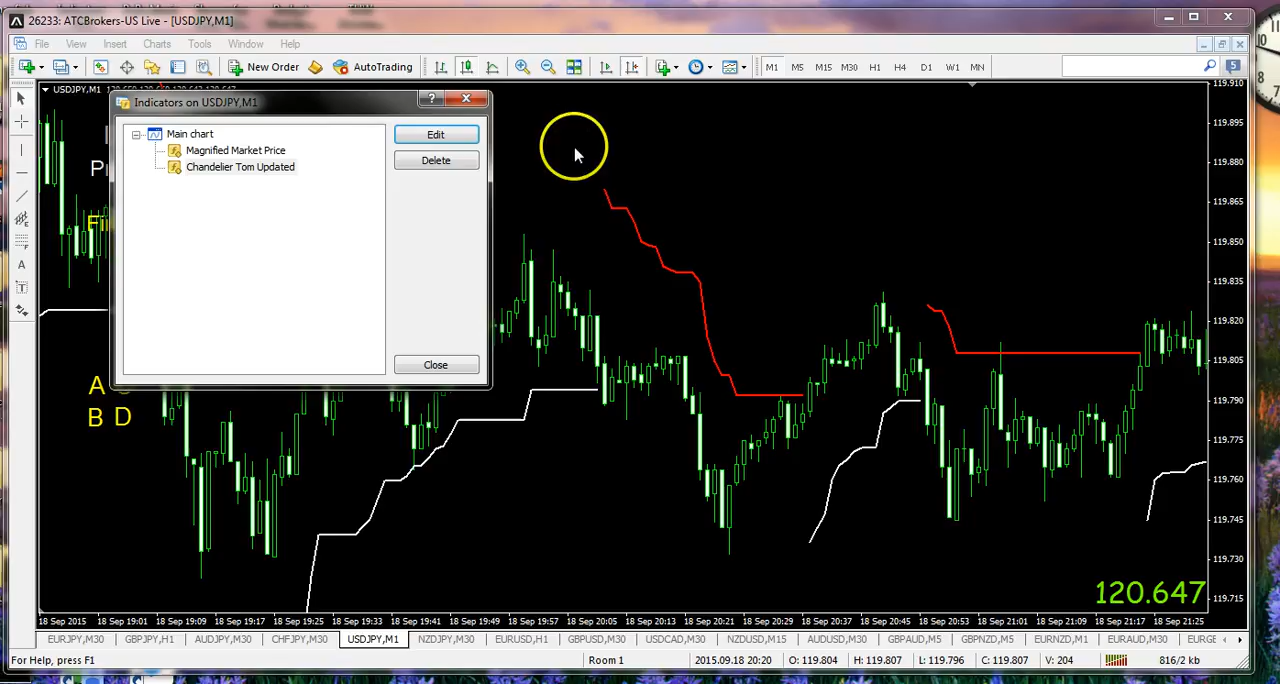 26233: ATCBrokers-US Live - [USDJPY,M1]
File View Insert Charts Tools Window Help
New Order AutoTrading M1 M5 M15 M30 H1 H4 D1 W1 MN 5
USDJPY,M1
Indicators on USDJPY,M1
Main chart
Magnified Market Price
Chandelier Tom Updated
Edit
Delete
Close
A
B D
119.910
119.895
119.880
119.865
119.850
119.835
119.820
119.805
119.790
119.775
119.760
119.745
119.730
119.715
120.647
18 Sep 2015 18 Sep 19:01 18 Sep 19:09 18 Sep 19:17 18 Sep 19:25 18 Sep 19:33 18 Sep 19:41 18 Sep 19:49 18 Sep 19:57 18 Sep 20:05 18 Sep 20:13 18 Sep 20:21 18 Sep 20:29 18 Sep 20:37 18 Sep 20:45 18 Sep 20:53 18 Sep 21:01 18 Sep 21:09 18 Sep 21:17 18 Sep 21:25
EURJPY,M30 GBPJPY,H1 AUDJPY,M30 CHFJPY,M30 USDJPY,M1 NZDJPY,M30 EURUSD,H1 GBPUSD,M30 USDCAD,M30 NZDUSD,M15 AUDUSD,M30 GBPAUD,M5 GBPNZD,M5 EURNZD,M1 EURAUD,M30 EURGB
For Help, press F1 Room 1 2015.09.18 20:20 O: 119.804 H: 119.807 L: 119.796 C: 119.807 V: 204 816/2 kb